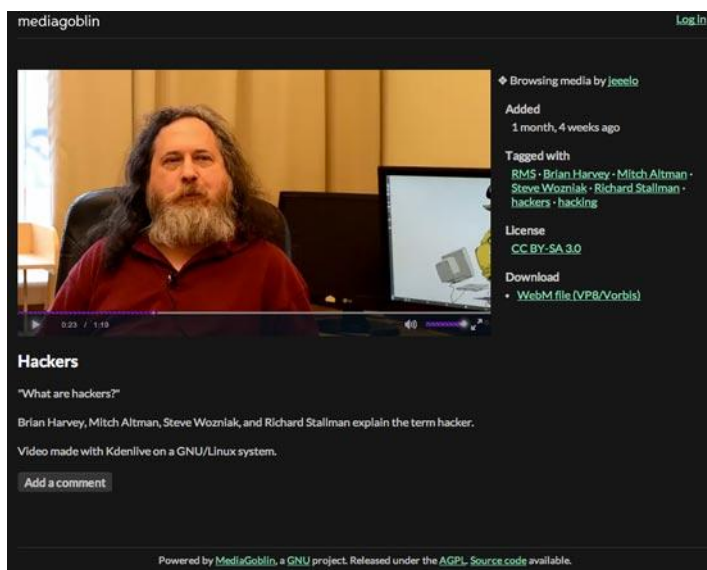 mediagoblin
Log in
❖ Browsing media by jeeelo
Added
1 month, 4 weeks ago
Tagged with
RMS · Brian Harvey · Mitch Altman ·
Steve Wozniak · Richard Stallman ·
hackers · hacking
License
CC BY-SA 3.0
Download
• WebM file (VP8/Vorbis)
0:23 / 1:19
Hackers
"What are hackers?"
Brian Harvey, Mitch Altman, Steve Wozniak, and Richard Stallman explain the term hacker.
Video made with Kdenlive on a GNU/Linux system.
Add a comment
Powered by MediaGoblin, a GNU project. Released under the AGPL. Source code available.